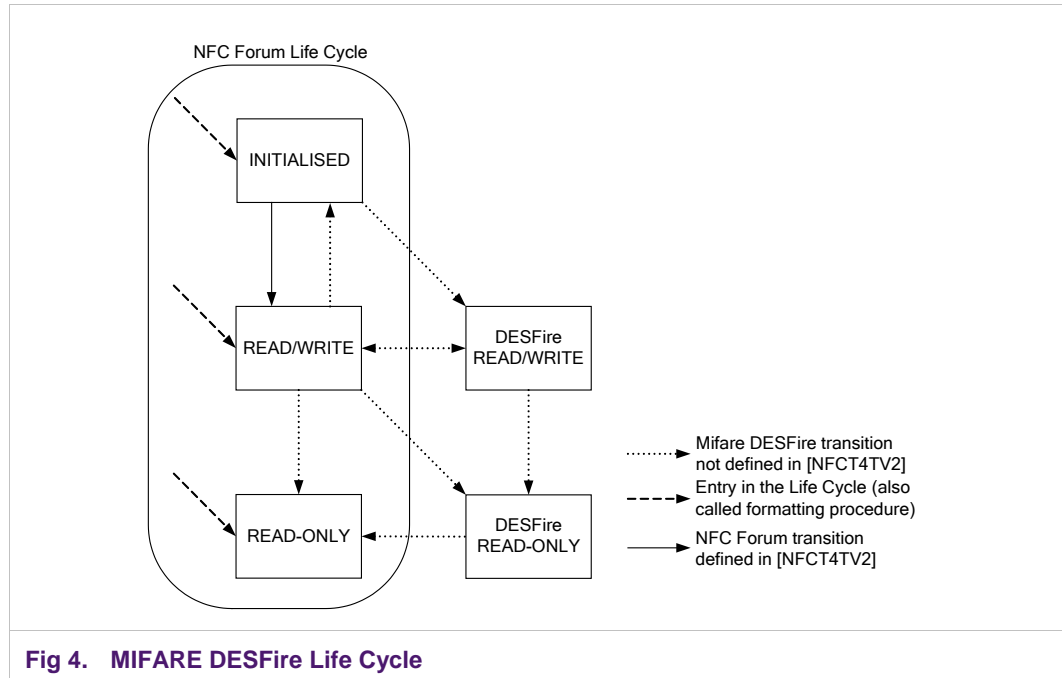 NFC Forum Life Cycle
INITIALISED
READ/WRITE
DESFire
READ/WRITE
READ-ONLY
DESFire
READ-ONLY
Mifare DESFire transition
not defined in [NFCT4TV2]
Entry in the Life Cycle (also
called formatting procedure)
NFC Forum transition
defined in [NFCT4TV2]
Fig 4. MIFARE DESFire Life Cycle